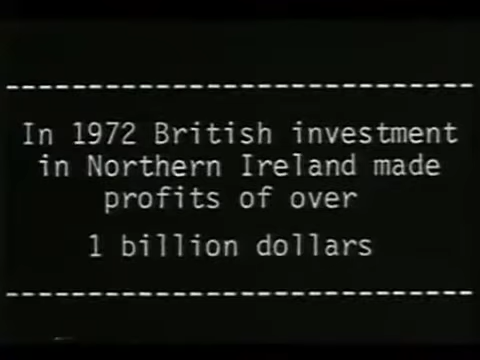 In 1972 British investment
in Northern Ireland made
profits of over
1 billion dollars